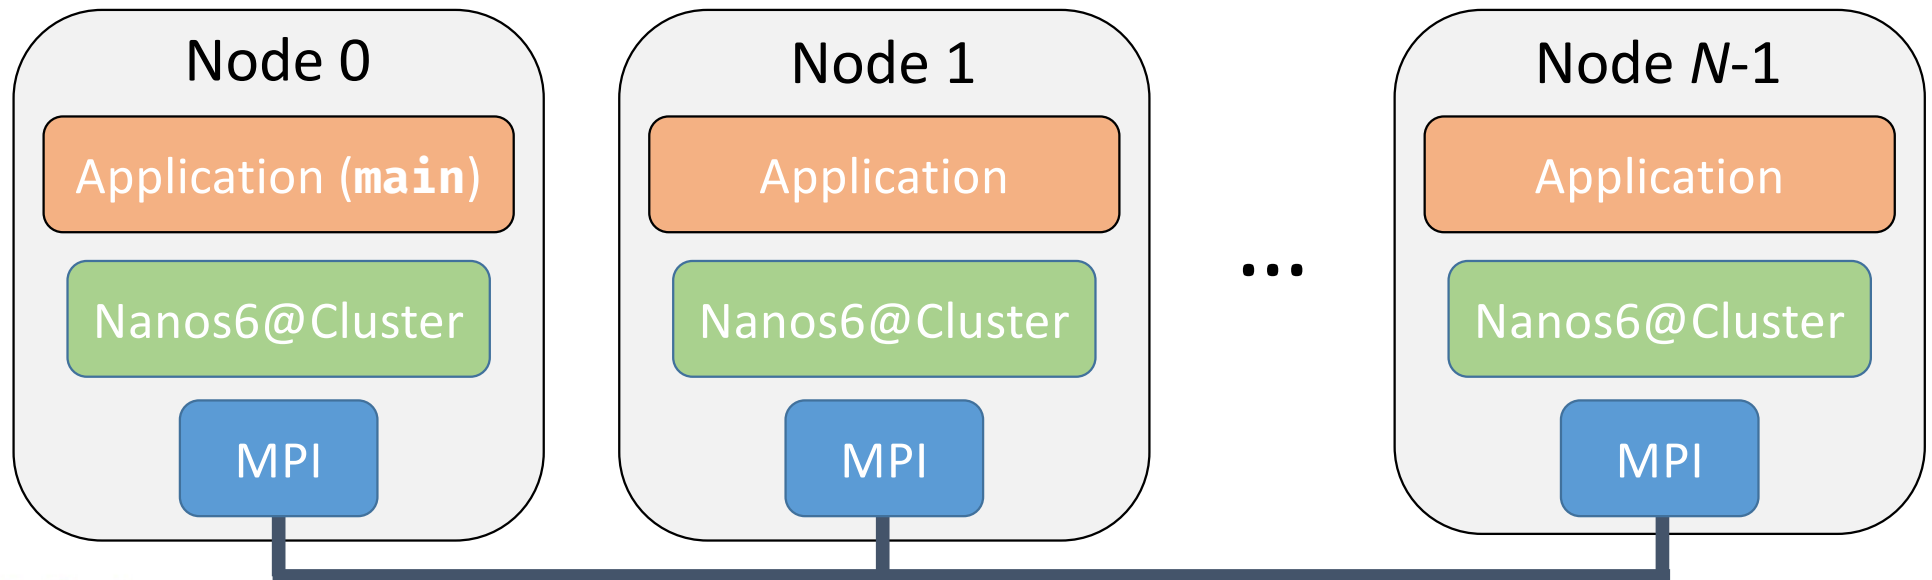 Node 0
Application (main)
Nanos6@Cluster
MPI
Node 1
Application
Nanos6@Cluster
MPI
...
Node N-1
Application
Nanos6@Cluster
MPI